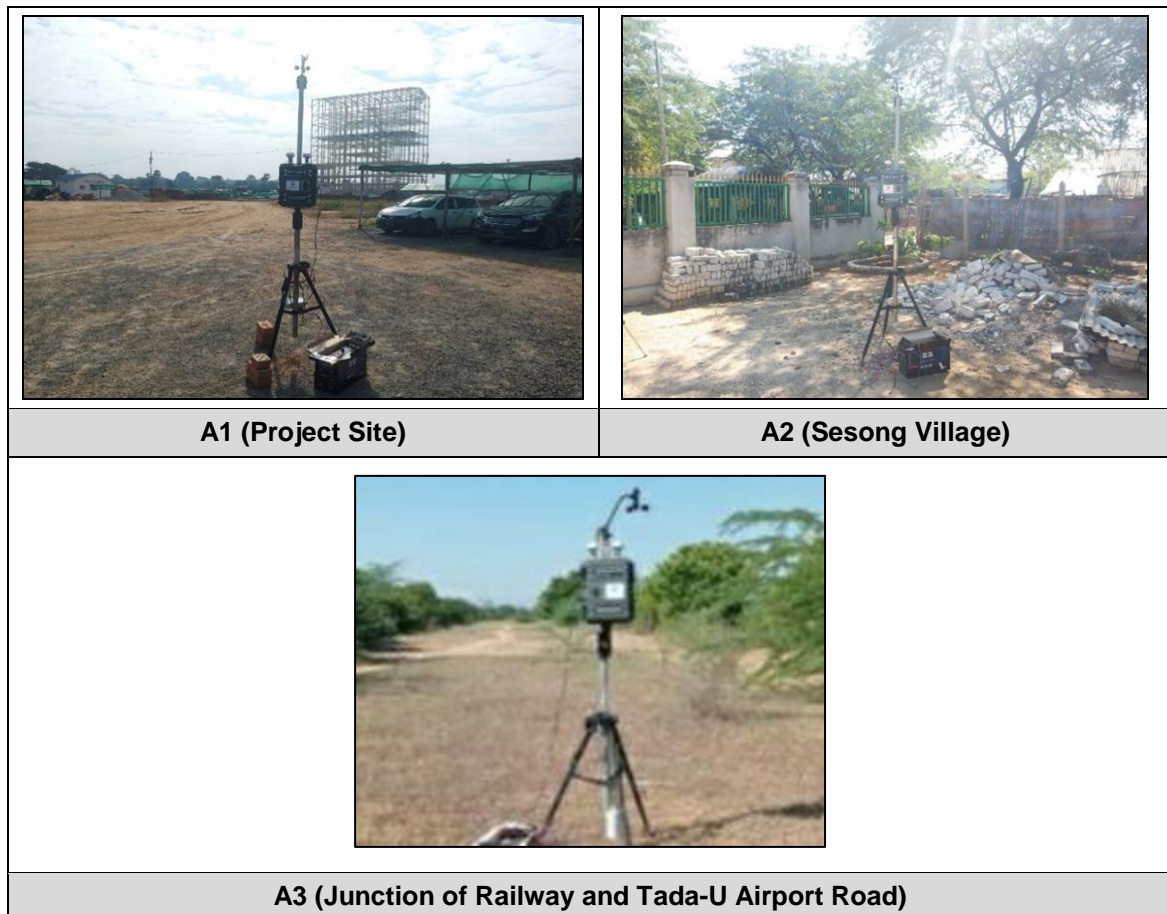 A1 (Project Site)
A2 (Sesong Village)
A3 (Junction of Railway and Tada-U Airport Road)